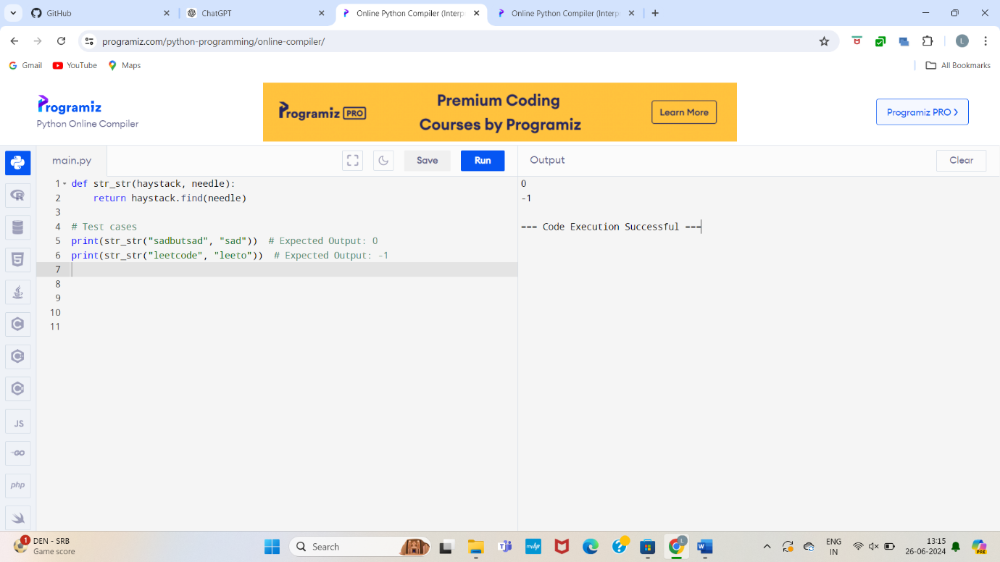 GitHub
ChatGPT
Online Python Compiler (Interp
Online Python Compiler (Interp
programiz.com/python-programming/online-compiler/
L
Gmail
YouTube
Maps
All Bookmarks
Programiz
Python Online Compiler
Programiz PRO
Premium Coding
Courses by Programiz
Learn More
Programiz PRO >
main.py
Save
Run
Output
Clear
1 def str_str(haystack, needle):
2 return haystack.find(needle)
3
4 # Test cases
5 print(str_str("sadbutsad", "sad")) # Expected Output: 0
6 print(str_str("leetcode", "leeto")) # Expected Output: -1
7
8
9
10
11
0
-1
=== Code Execution Successful ===
JS
GO
php
1
DEN - SRB
Game score
Search
myhp
L
W
ENG
IN
13:15
26-06-2024
PRE